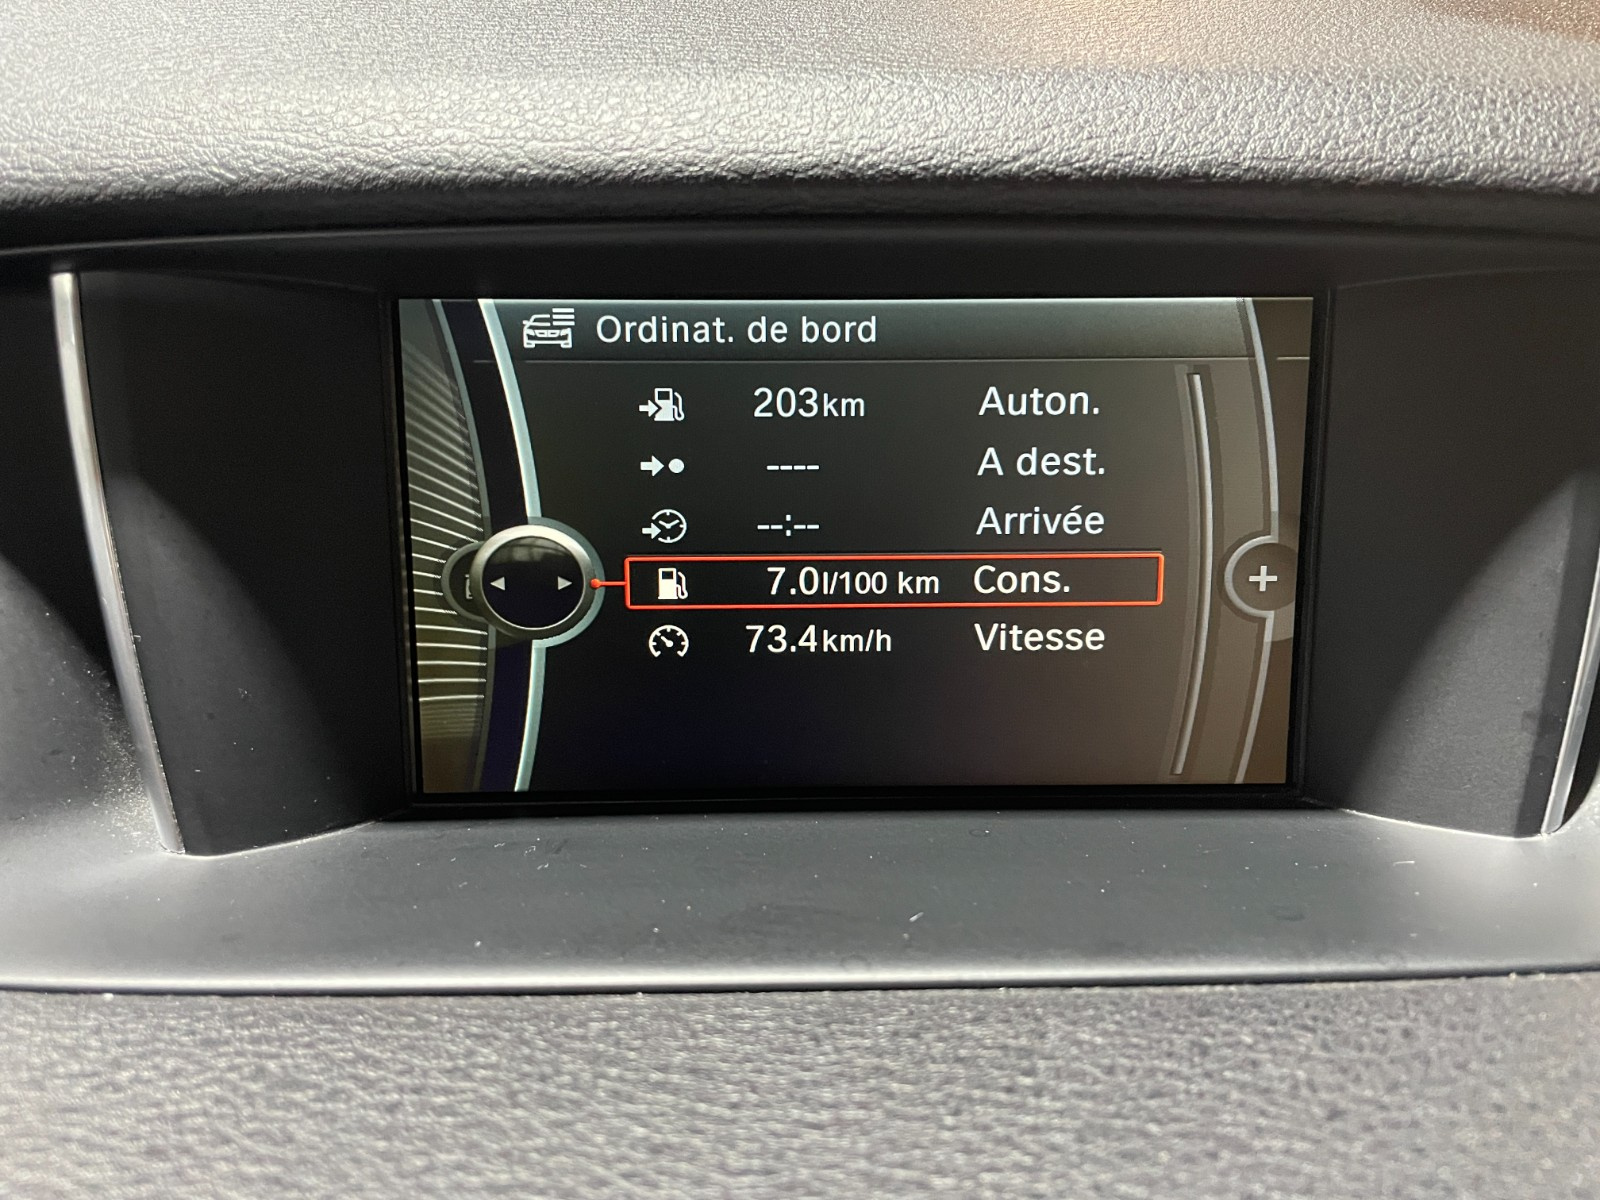 Ordinat. de bord
203km Auton.
---- A dest.
--:-- Arrivée
7.0l/100 km Cons.
73.4km/h Vitesse
+